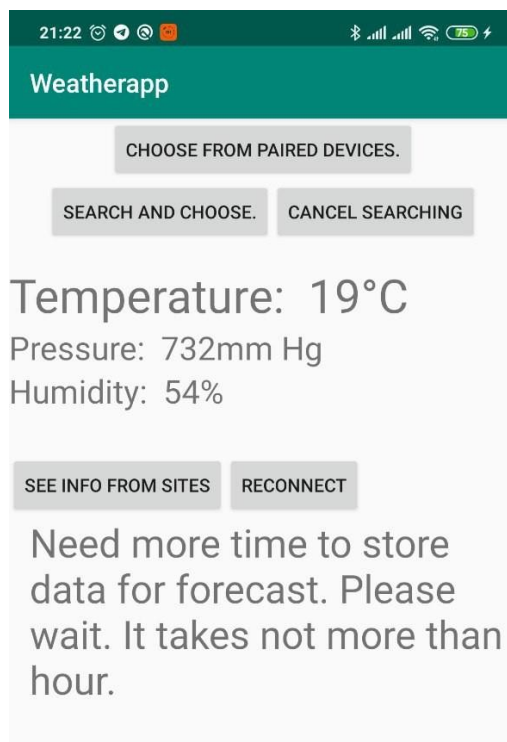 21:22
75
Weatherapp
CHOOSE FROM PAIRED DEVICES.
SEARCH AND CHOOSE. CANCEL SEARCHING
Temperature: 19°C
Pressure: 732mm Hg
Humidity: 54%
SEE INFO FROM SITES RECONNECT
Need more time to store
data for forecast. Please
wait. It takes not more than
hour.